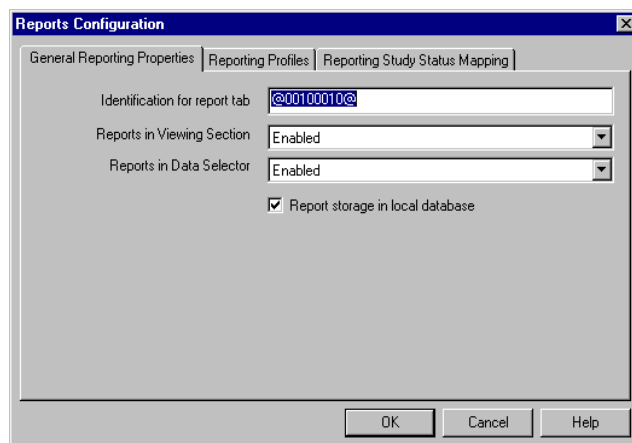 Reports Configuration
General Reporting Properties Reporting Profiles Reporting Study Status Mapping
Identification for report tab @00100010@
Reports in Viewing Section Enabled
Reports in Data Selector Enabled
Report storage in local database
OK Cancel Help